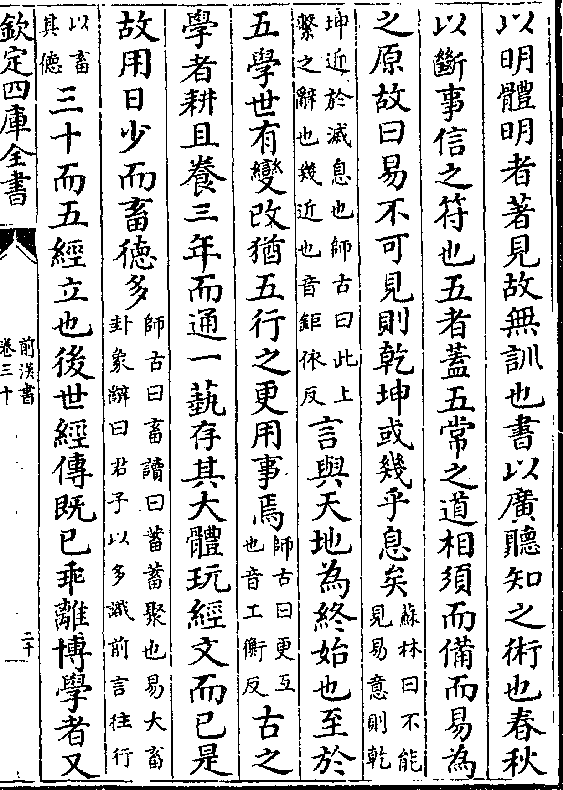 以明體明者著見故無訓也書以廣聽知之術也春秋
以斷事信之符也五者蓋五常之道相須而備而易為
之原故曰易不可見則乾坤或幾乎息矣蘇林曰不能見易意則乾
坤近於滅息也師古曰此上繫之辭也幾近也音鉅依反言與天地為終始也至於
五學世有變改猶五行之更用事焉師古曰更互也音工衡反古之
學者耕且養三年而通一藝存其大體玩經文而已是
故用日少而畜德多師古曰畜讀曰蓄蓄聚也易大畜卦象辭曰君子以多識前言往行
以畜其德三十而五經立也後世經傳既已乖離博學者又
欽定四庫全書
前漢書
卷三十
二十